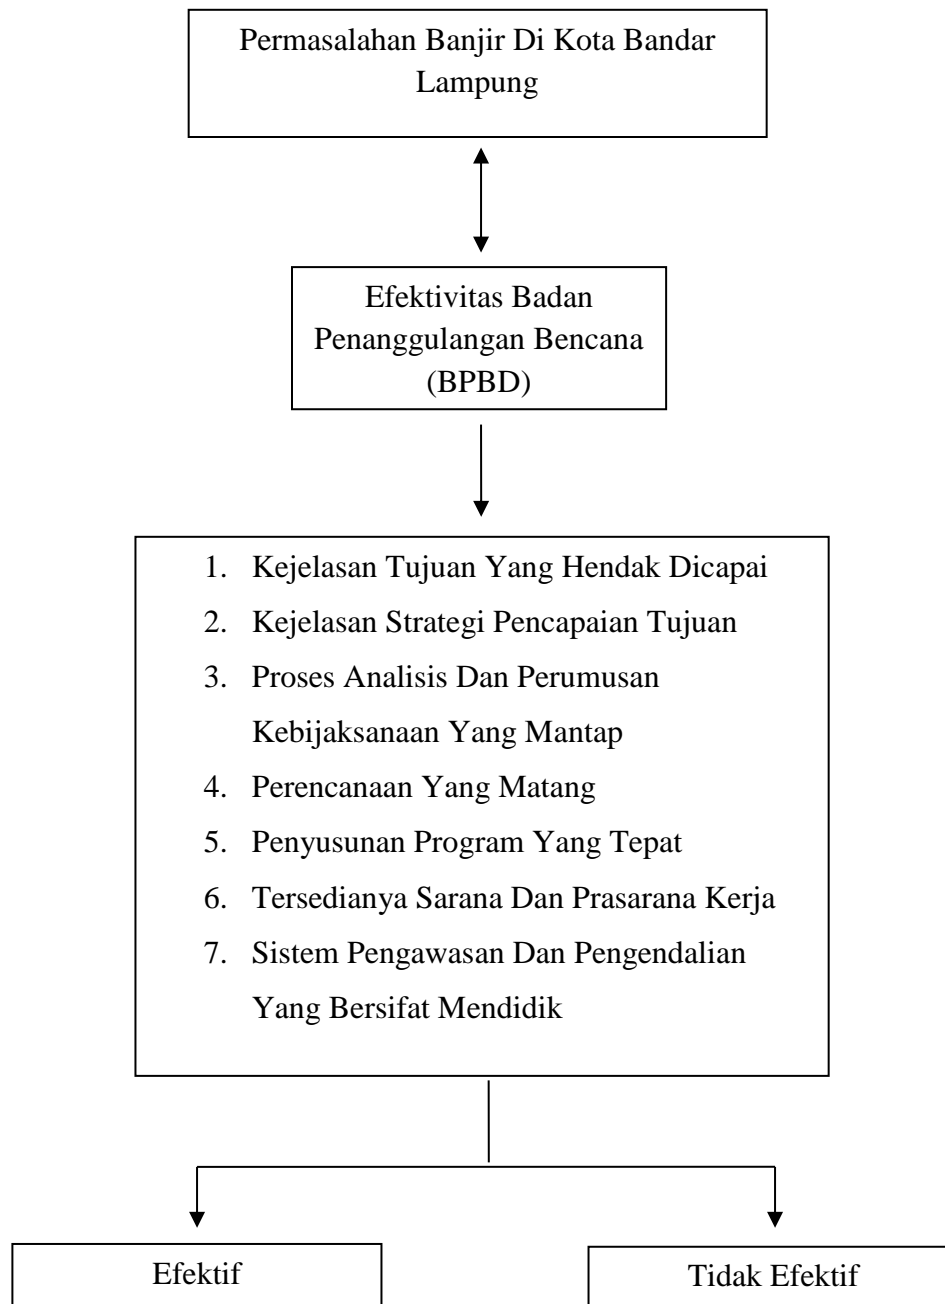 Permasalahan Banjir Di Kota Bandar
Lampung
Efektivitas Badan
Penanggulangan Bencana
(BPBD)
1. Kejelasan Tujuan Yang Hendak Dicapai
2. Kejelasan Strategi Pencapaian Tujuan
3. Proses Analisis Dan Perumusan
Kebijaksanaan Yang Mantap
4. Perencanaan Yang Matang
5. Penyusunan Program Yang Tepat
6. Tersedianya Sarana Dan Prasarana Kerja
7. Sistem Pengawasan Dan Pengendalian
Yang Bersifat Mendidik
Efektif
Tidak Efektif